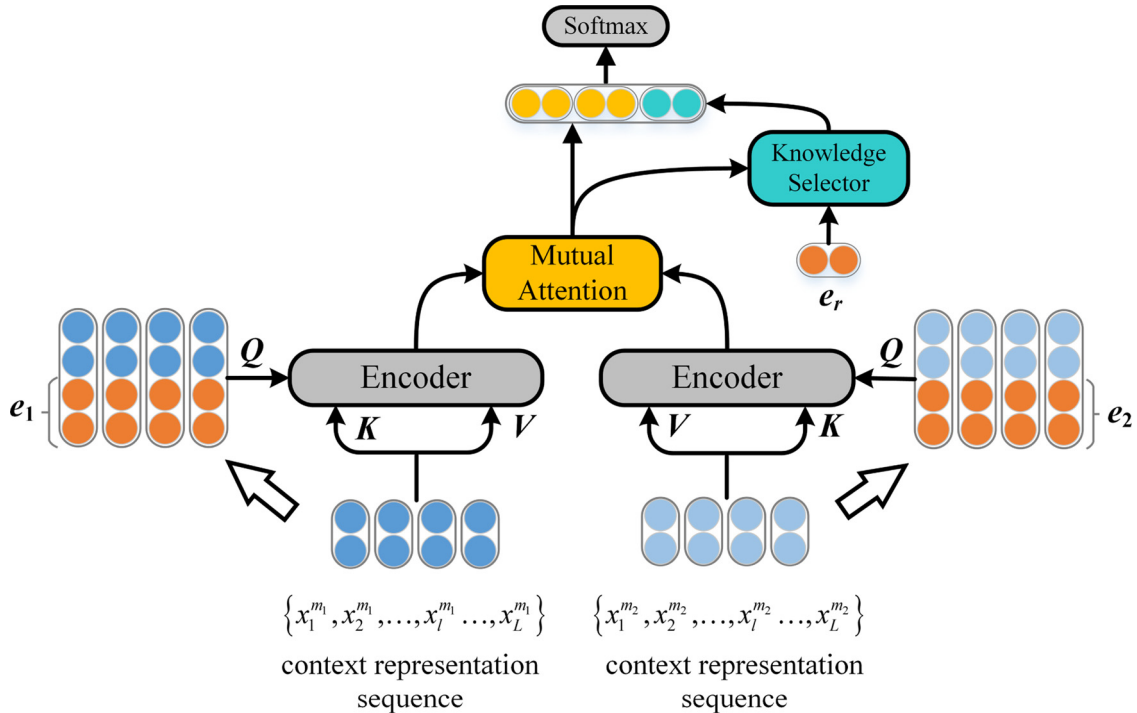 Softmax
Knowledge
Selector
Mutual
Attention
e_r
Q
Encoder
Encoder
Q
e_1
K
V
V
K
e_2
{x_1^{m_1}, x_2^{m_1}, ..., x_l^{m_1} ..., x_L^{m_1}}
{x_1^{m_2}, x_2^{m_2}, ..., x_l^{m_2} ..., x_L^{m_2}}
context representation
sequence
context representation
sequence